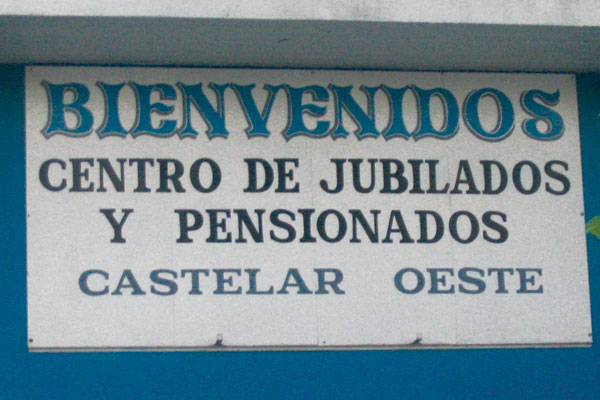 BIENVENIDOS
CENTRO DE JUBILADOS
Y PENSIONADOS
CASTELAR OESTE